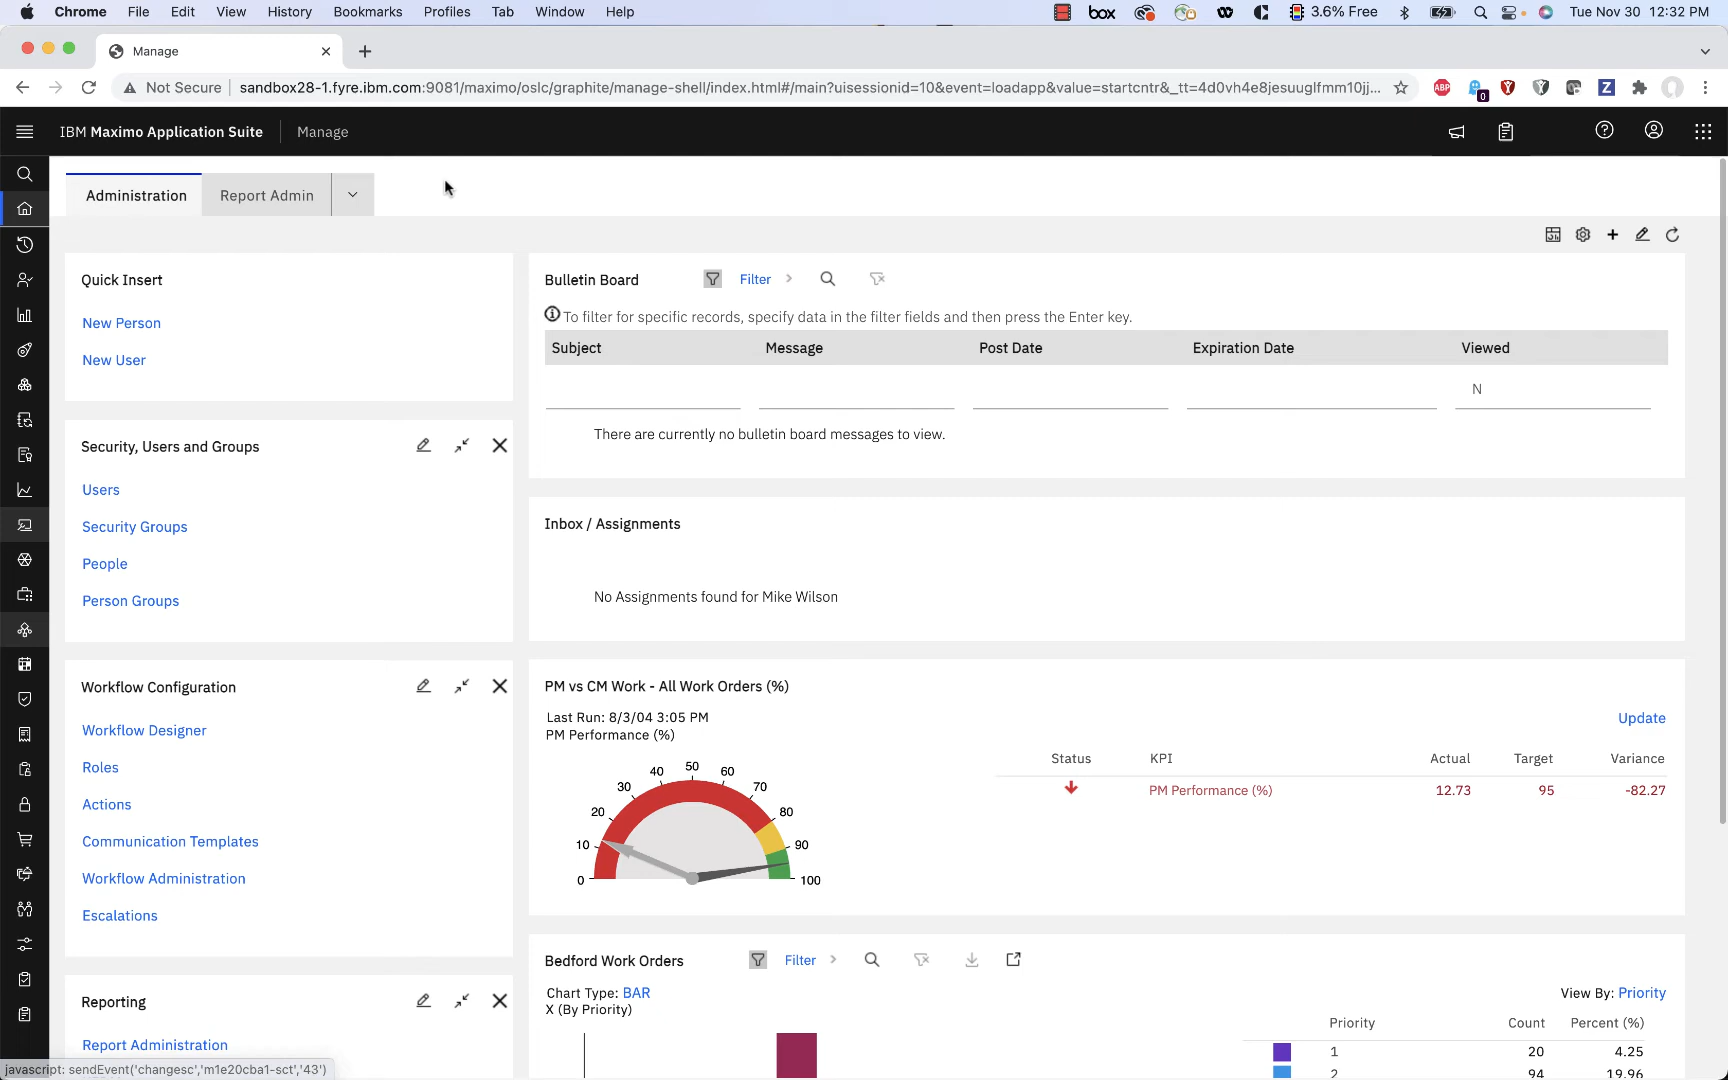 Chrome File Edit View History Bookmarks Profiles Tab Window Help box 3.6% Free Tue Nov 30 12:32 PM
Manage
Not Secure sandbox28-1.fyre.ibm.com:9081/maximo/oslc/graphite/manage-shell/index.html#/main?uisessionid=10&event=loadapp&value=startcntr&_tt=4d0vh4e8jesuuglfmm10jj... ABP 0
IBM Maximo Application Suite Manage
Administration Report Admin
Quick Insert
New Person
New User
Security, Users and Groups
Users
Security Groups
People
Person Groups
Workflow Configuration
Workflow Designer
Roles
Actions
Communication Templates
Workflow Administration
Escalations
Reporting
Report Administration
javascript: sendEvent('changesc','m1e20cba1-sct','43')
Bulletin Board Filter
To filter for specific records, specify data in the filter fields and then press the Enter key.
Subject Message Post Date Expiration Date Viewed
N
There are currently no bulletin board messages to view.
Inbox / Assignments
No Assignments found for Mike Wilson
PM vs CM Work - All Work Orders (%)
Last Run: 8/3/04 3:05 PM
PM Performance (%)
Update
0 10 20 30 40 50 60 70 80 90 100
Status KPI Actual Target Variance
PM Performance (%) 12.73 95 -82.27
Bedford Work Orders Filter
Chart Type: BAR
X (By Priority)
View By: Priority
Priority Count Percent (%)
1 20 4.25
2 94 19.96